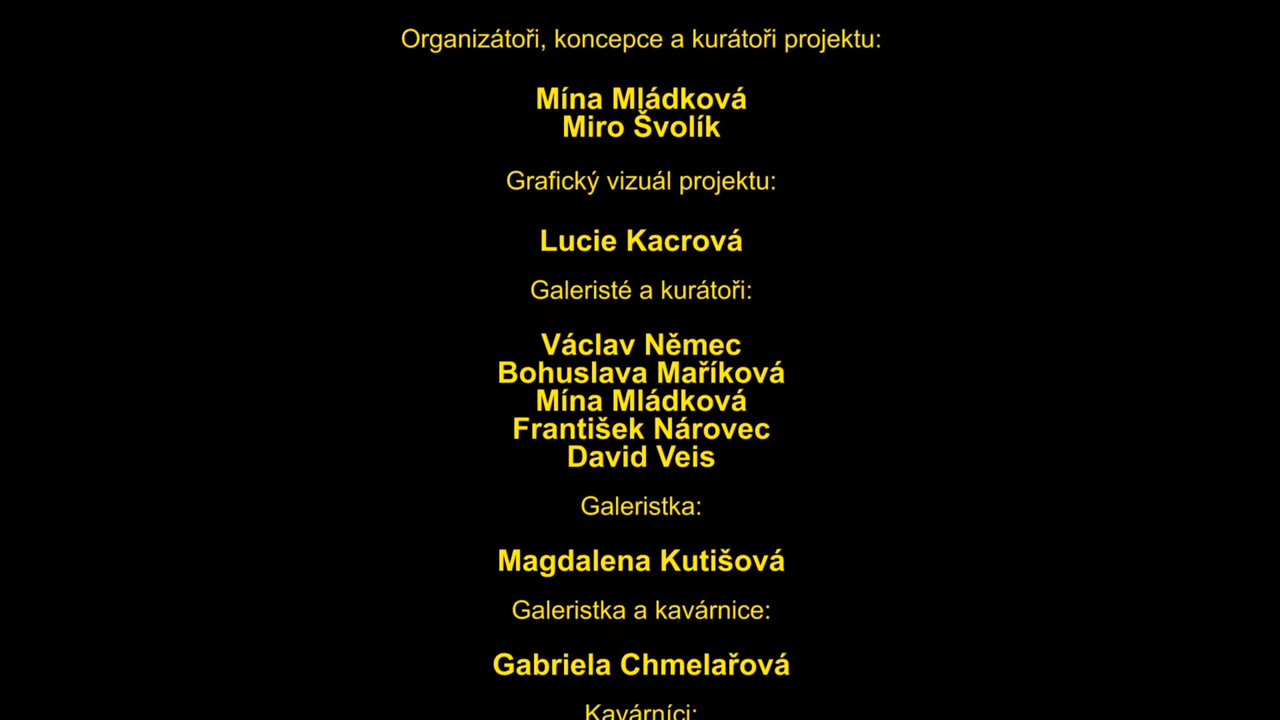 Organizátoři, koncepce a kurátoři projektu:
Mína Mládková
Miro Švolík
Grafický vizuál projektu:
Lucie Kacrová
Galeristé a kurátoři:
Václav Němec
Bohuslava Maříková
Mína Mládková
František Nárovec
David Veis
Galeristka:
Magdalena Kutišová
Galeristka a kavárnice:
Gabriela Chmelařová
Kavárníci: